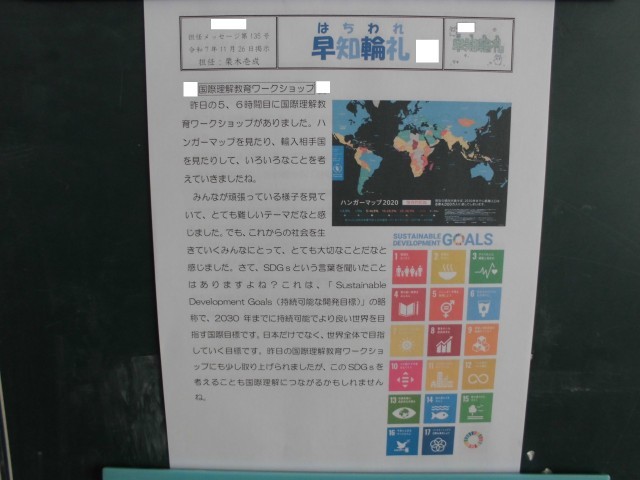 担任メッセージ第135号
令和7年11月26日発行
はちわれ
早知輪礼
国際理解教育ワークショップ
昨日の5、6時間目に国際理解教
育ワークショップがありました。ハ
ンガーマップを見たり、輸入相手国
を見たりして、いろいろなことを考
えていきましたね。
みんなが頑張っている様子を見て
いて、とても難しいテーマだなと感
じました。でも、これからの社会を生
きていくみんなにとって、とても大切なことだなと
感じました。さて、SDGsという言葉を聞いたこと
はありますよね?これは、「Sustainable
Development Goals(持続可能な開発目標)」の略
称で、2030年までに持続可能でより良い世界を目
指す国際目標です。日本だけでなく、世界全体で目指
していく目標です。昨日の国際理解教育ワークショ
ップにも少し取り上げられましたが、このSDGsを
考えることも国際理解につながるかもしれません
ね。
ハンガーマップ2020
SUSTAINABLE
DEVELOPMENT GOALS
1
2
3
4
5
6
8
9
10
11
12
13
14
15
16
17